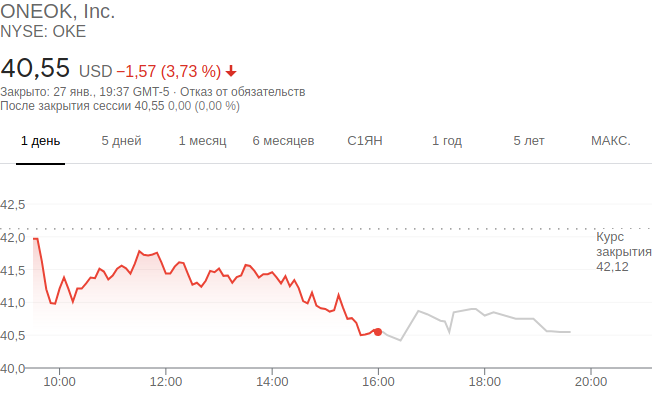 ONEOK, Inc.
NYSE: OKE
40,55 USD −1,57 (3,73 %)
Закрыто: 27 янв., 19:37 GMT-5 · Отказ от обязательств
После закрытия сессии 40,55 0,00 (0,00 %)
1 день 5 дней 1 месяц 6 месяцев С1ЯН 1 год 5 лет МАКС.
42,5
42,0
41,5
41,0
40,5
40,0
Курс
закрытия
42,12
10:00 12:00 14:00 16:00 18:00 20:00